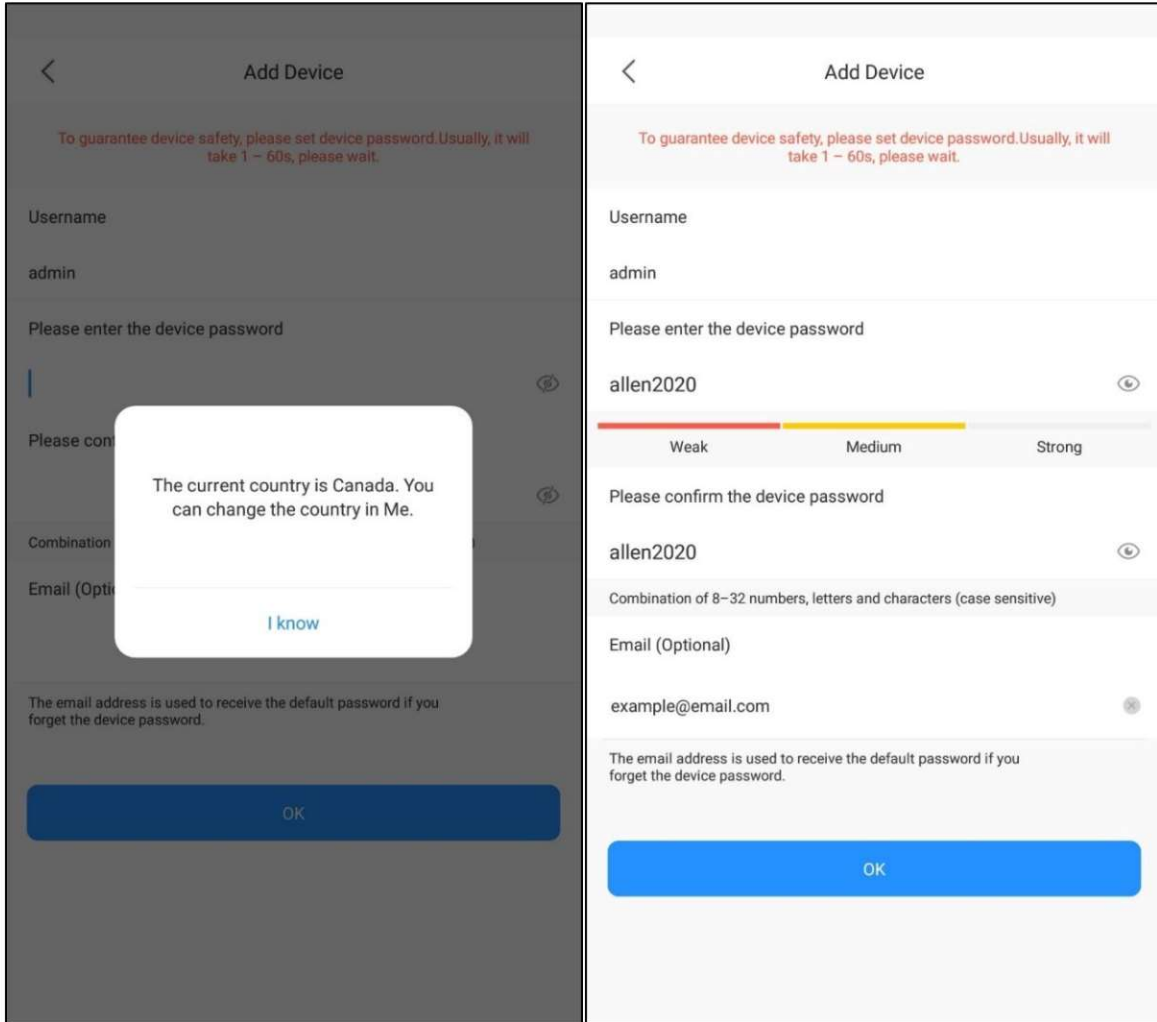 Add Device
To guarantee device safety, please set device password.Usually, it will
take 1 – 60s, please wait.
Username
admin
Please enter the device password
Please con
The current country is Canada. You
can change the country in Me.
Combination
Email (Optio
I know
The email address is used to receive the default password if you
forget the device password.
OK
Add Device
To guarantee device safety, please set device password.Usually, it will
take 1 – 60s, please wait.
Username
admin
Please enter the device password
allen2020
Weak Medium Strong
Please confirm the device password
allen2020
Combination of 8–32 numbers, letters and characters (case sensitive)
Email (Optional)
example@email.com
The email address is used to receive the default password if you
forget the device password.
OK